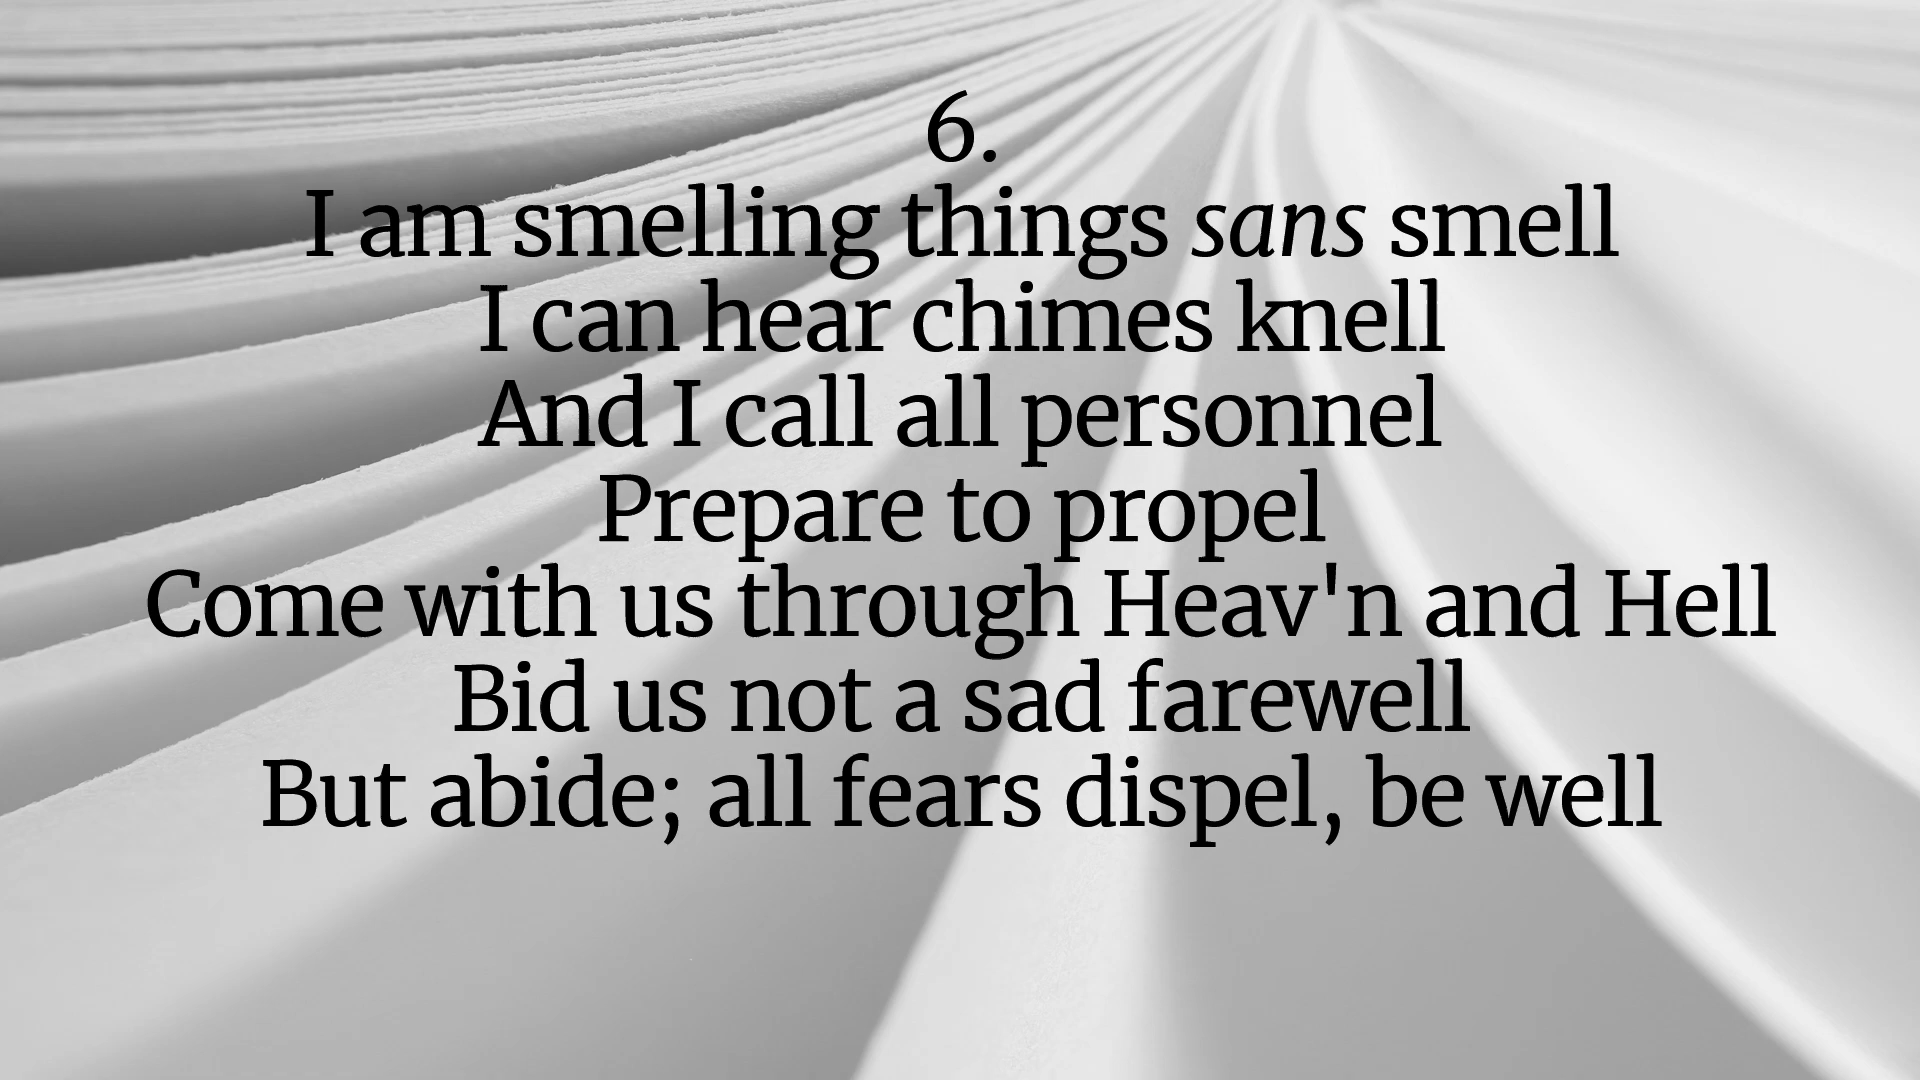 6.
I am smelling things sans smell
I can hear chimes knell
And I call all personnel
Prepare to propel
Come with us through Heav'n and Hell
Bid us not a sad farewell
But abide; all fears dispel, be well